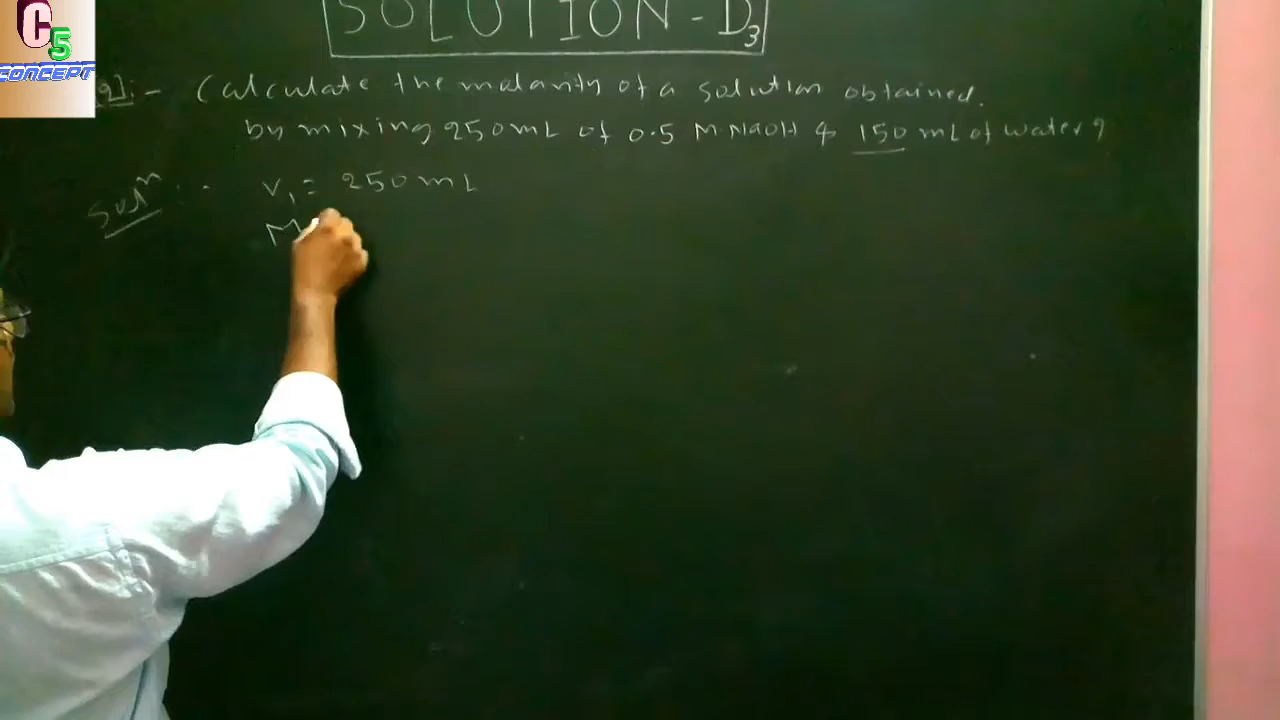 C5
CONCEPT
SOLUTION - D3
Q]:- Calculate the molarity of a solution obtained.
by mixing 250 mL of 0.5 M NaOH & 150 mL of water ?
Solⁿ :- V₁ = 250 mL
M